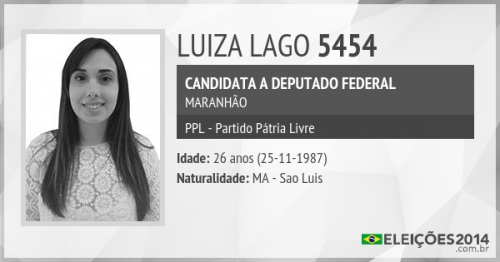 LUIZA LAGO 5454
CANDIDATA A DEPUTADO FEDERAL
MARANHÃO
PPL - Partido Pátria Livre
Idade: 26 anos (25-11-1987)
Naturalidade: MA - Sao Luis
ELEIÇÕES2014
.com.br